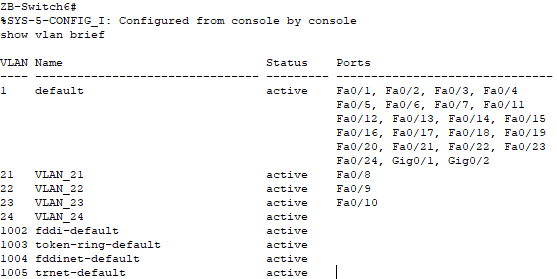 ZB-Switch6#
%SYS-5-CONFIG_I: Configured from console by console
show vlan brief
VLAN Name                             Status    Ports
---- -------------------------------- --------- -------------------------------
1    default                          active    Fa0/1, Fa0/2, Fa0/3, Fa0/4
                                                Fa0/5, Fa0/6, Fa0/7, Fa0/11
                                                Fa0/12, Fa0/13, Fa0/14, Fa0/15
                                                Fa0/16, Fa0/17, Fa0/18, Fa0/19
                                                Fa0/20, Fa0/21, Fa0/22, Fa0/23
                                                Fa0/24, Gig0/1, Gig0/2
21   VLAN_21                          active    Fa0/8
22   VLAN_22                          active    Fa0/9
23   VLAN_23                          active    Fa0/10
24   VLAN_24                          active
1002 fddi-default                     active
1003 token-ring-default               active
1004 fddinet-default                  active
1005 trnet-default                    active